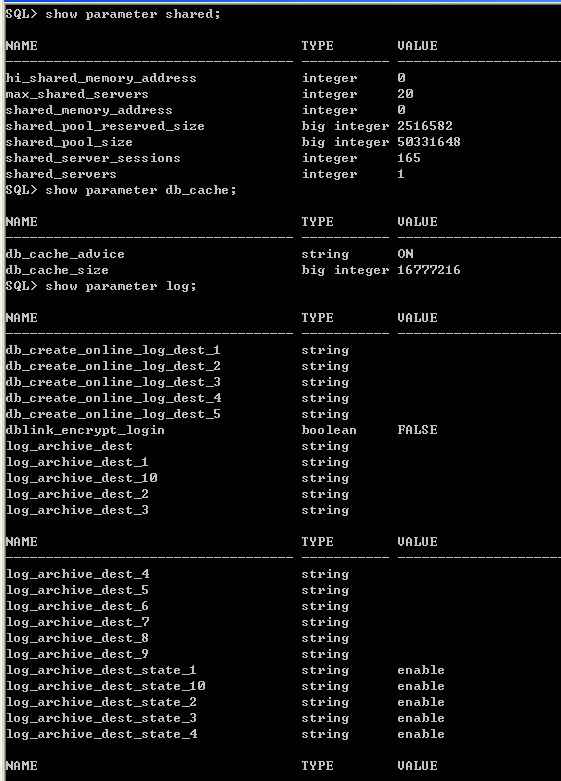 SQL> show parameter shared;
NAME TYPE VALUE
------------------------------------ ----------- ------------------------------
hi_shared_memory_address integer 0
max_shared_servers integer 20
shared_memory_address integer 0
shared_pool_reserved_size big integer 2516582
shared_pool_size big integer 50331648
shared_server_sessions integer 165
shared_servers integer 1
SQL> show parameter db_cache;
NAME TYPE VALUE
------------------------------------ ----------- ------------------------------
db_cache_advice string ON
db_cache_size big integer 16777216
SQL> show parameter log;
NAME TYPE VALUE
------------------------------------ ----------- ------------------------------
db_create_online_log_dest_1 string
db_create_online_log_dest_2 string
db_create_online_log_dest_3 string
db_create_online_log_dest_4 string
db_create_online_log_dest_5 string
dblink_encrypt_login boolean FALSE
log_archive_dest string
log_archive_dest_1 string
log_archive_dest_10 string
log_archive_dest_2 string
log_archive_dest_3 string
NAME TYPE VALUE
------------------------------------ ----------- ------------------------------
log_archive_dest_4 string
log_archive_dest_5 string
log_archive_dest_6 string
log_archive_dest_7 string
log_archive_dest_8 string
log_archive_dest_9 string
log_archive_dest_state_1 string enable
log_archive_dest_state_10 string enable
log_archive_dest_state_2 string enable
log_archive_dest_state_3 string enable
log_archive_dest_state_4 string enable
NAME TYPE VALUE